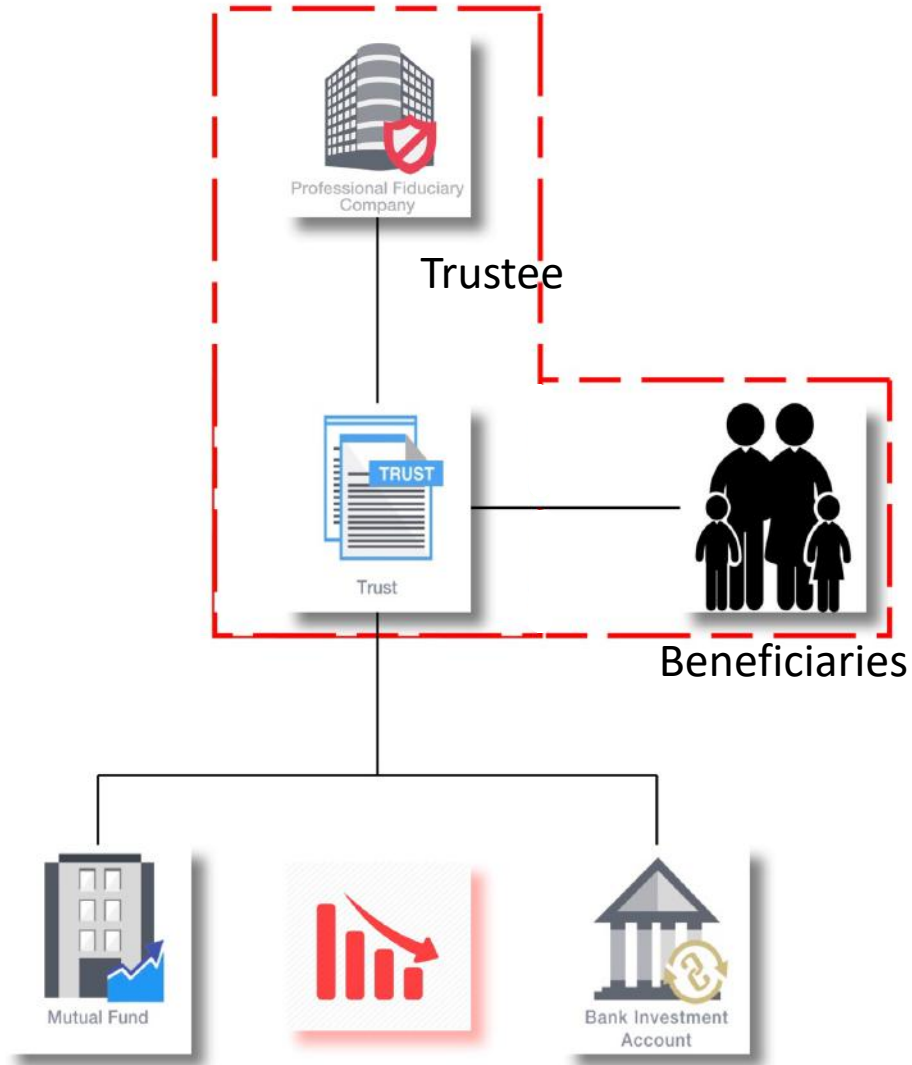 Professional Fiduciary
Company
Trustee
TRUST
Trust
Beneficiaries
Mutual Fund
Bank Investment
Account